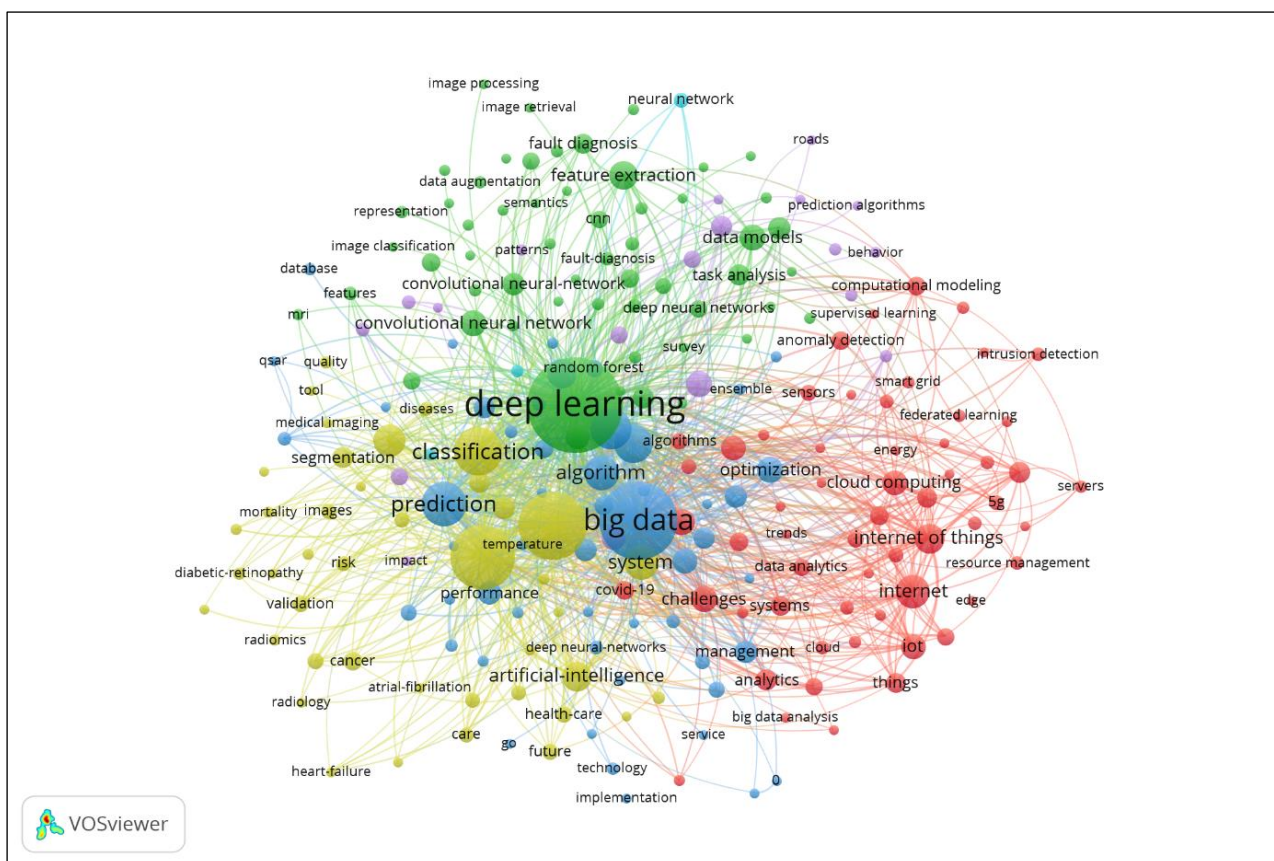 image processing
image retrieval
neural network
fault diagnosis
roads
feature extraction
data augmentation
semantics
prediction algorithms
representation
cnn
data models
image classification
patterns
behavior
database
fault-diagnosis
task analysis
convolutional neural-network
computational modeling
features
deep neural networks
mri
supervised learning
convolutional neural network
anomaly detection
survey
intrusion detection
qsar
quality
random forest
smart grid
tool
ensemble
sensors
deep learning
diseases
federated learning
medical imaging
algorithms
classification
energy
segmentation
algorithm
optimization
cloud computing
servers
prediction
5g
mortality
images
big data
trends
internet of things
temperature
risk
impact
system
data analytics
resource management
diabetic-retinopathy
performance
covid-19
internet
validation
challenges
systems
edge
radiomics
deep neural-networks
management
cloud
iot
cancer
artificial-intelligence
analytics
things
radiology
atrial-fibrillation
health-care
big data analysis
care
service
go
future
heart-failure
technology
0
implementation
VOSviewer